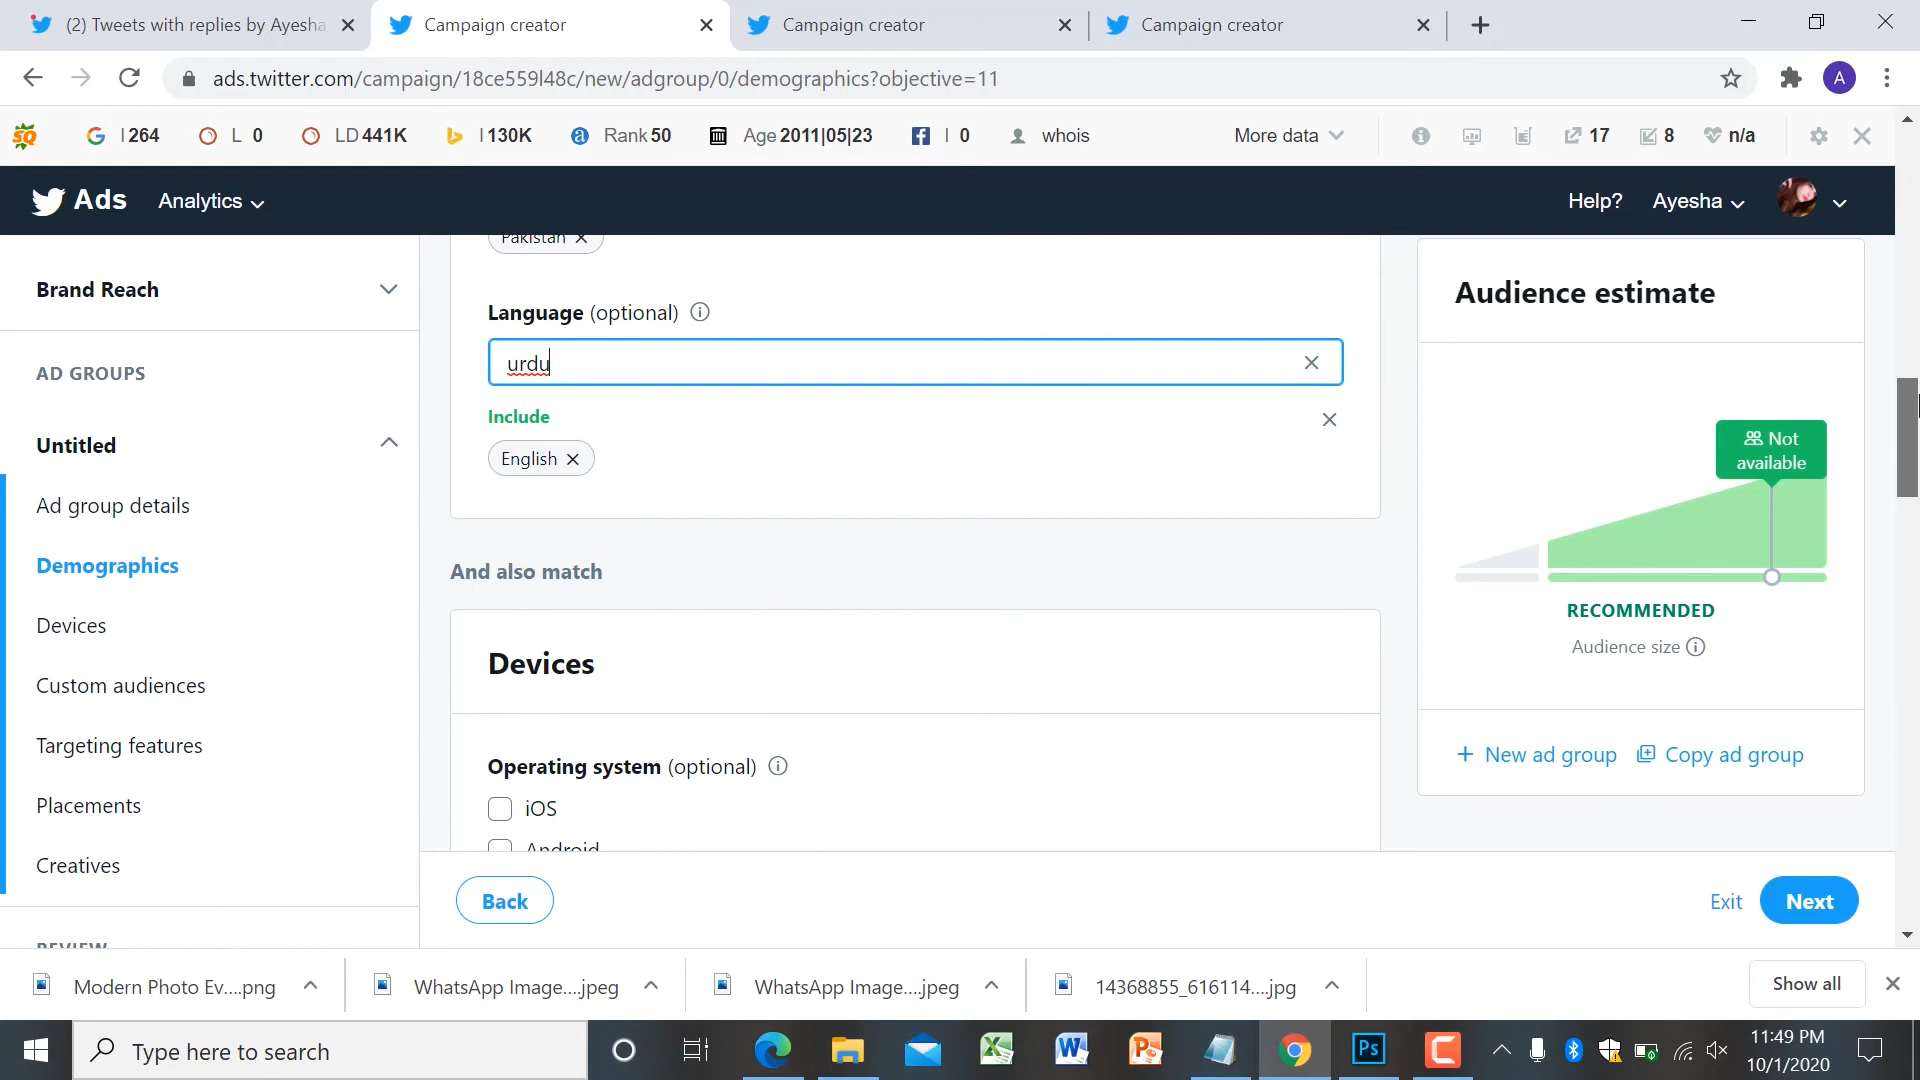 (2) Tweets with replies by Ayesha
Campaign creator
Campaign creator
Campaign creator
ads.twitter.com/campaign/18ce559l48c/new/adgroup/0/demographics?objective=11
A
SQ
I 264
L 0
LD 441K
I 130K
Rank 50
Age 2011|05|23
I 0
whois
More data
17
8
n/a
Ads
Analytics
Help?
Ayesha
Brand Reach
AD GROUPS
Untitled
Ad group details
Demographics
Devices
Custom audiences
Targeting features
Placements
Creatives
REVIEW
Pakistan
Language (optional)
urdu
Include
English
And also match
Devices
Operating system (optional)
iOS
Android
Audience estimate
Not
available
RECOMMENDED
Audience size
New ad group
Copy ad group
Back
Exit
Next
Modern Photo Ev....png
WhatsApp Image....jpeg
WhatsApp Image....jpeg
14368855_616114....jpg
Show all
Type here to search
11:49 PM
10/1/2020